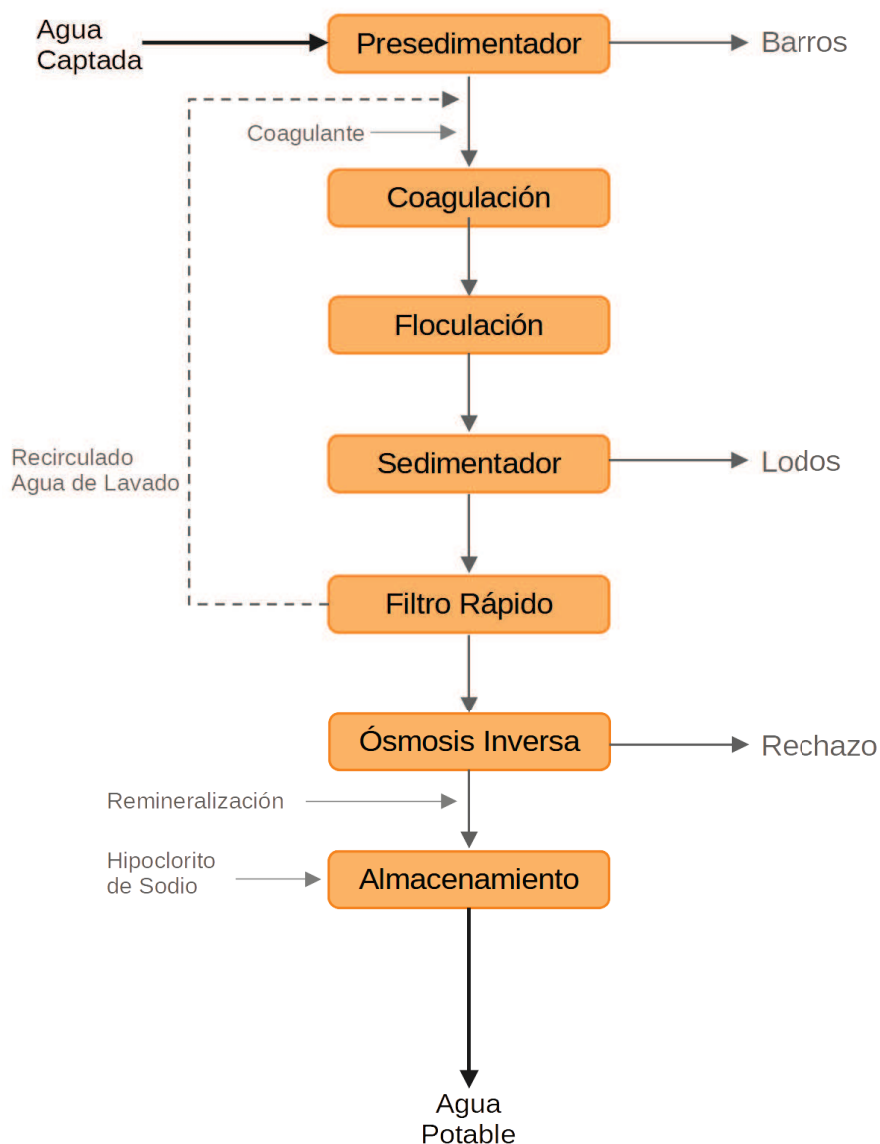 Agua
Captada
Presedimentador
Barros
Coagulante
Coagulación
Floculación
Recirculado
Agua de Lavado
Sedimentador
Lodos
Filtro Rápido
Ósmosis Inversa
Rechazo
Remineralización
Hipoclorito
de Sodio
Almacenamiento
Agua
Potable